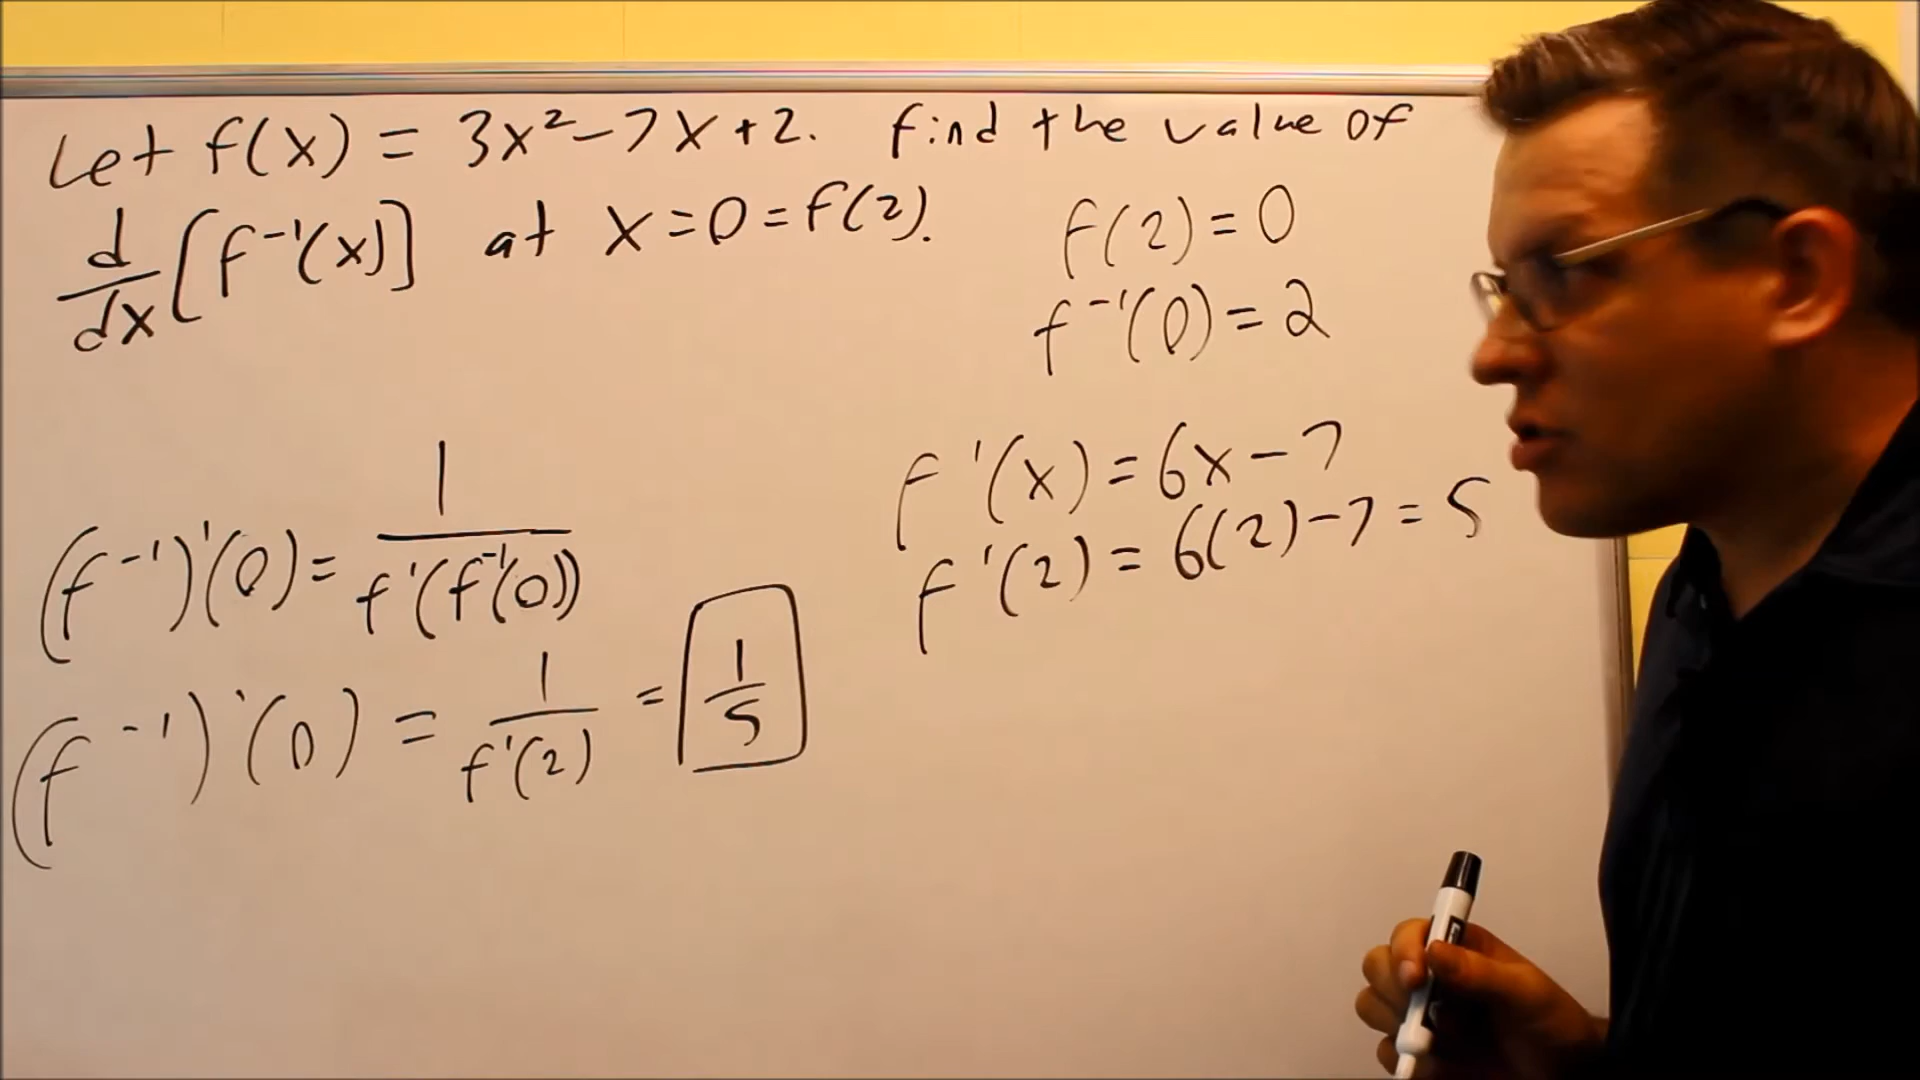 Let f(x) = 3x² - 7x + 2. find the value of
d/dx [f⁻¹(x)] at x = 0 = f(2).
f(2) = 0
f⁻¹(0) = 2
f'(x) = 6x - 7
f'(2) = 6(2) - 7 = 5
(f⁻¹)'(0) = 1/f'(f⁻¹(0))
(f⁻¹)'(0) = 1/f'(2) = 1/5